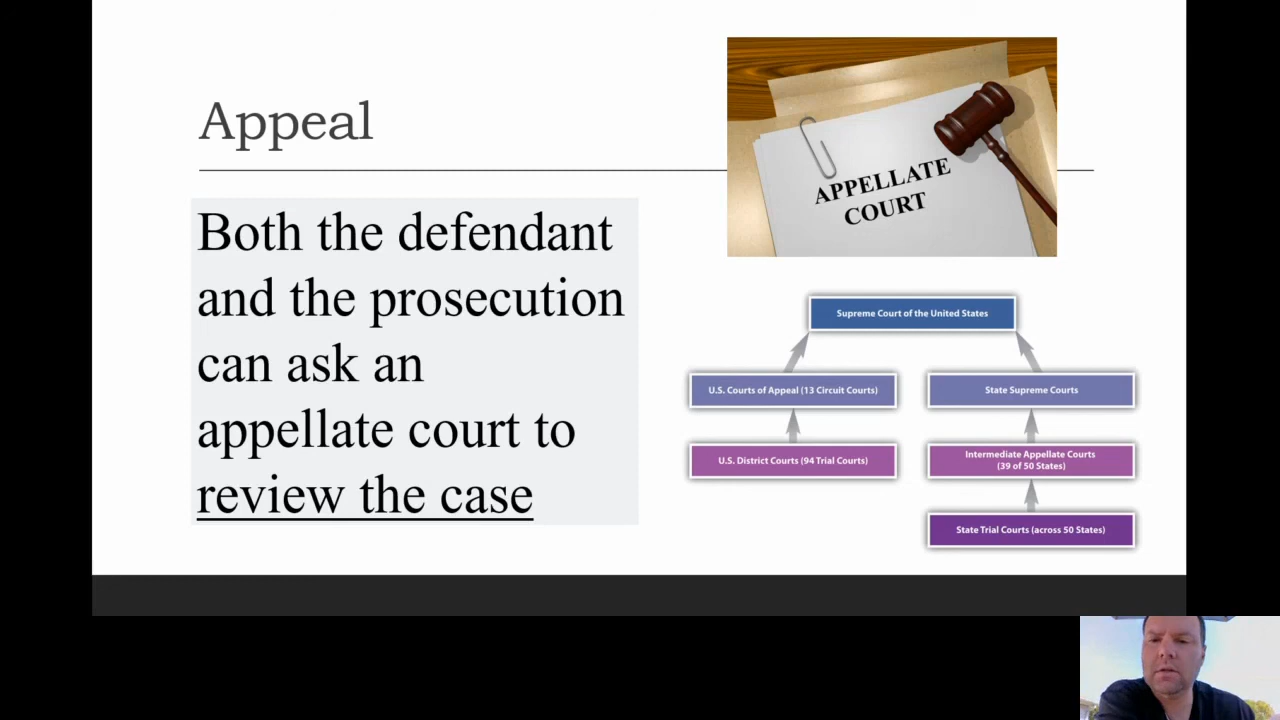 Appeal
Both the defendant
and the prosecution
can ask an
appellate court to
review the case
APPELLATE
COURT
Supreme Court of the United States
U.S. Courts of Appeal (13 Circuit Courts)
State Supreme Courts
U.S. District Courts (94 Trial Courts)
Intermediate Appellate Courts
(39 of 50 States)
State Trial Courts (across 50 States)